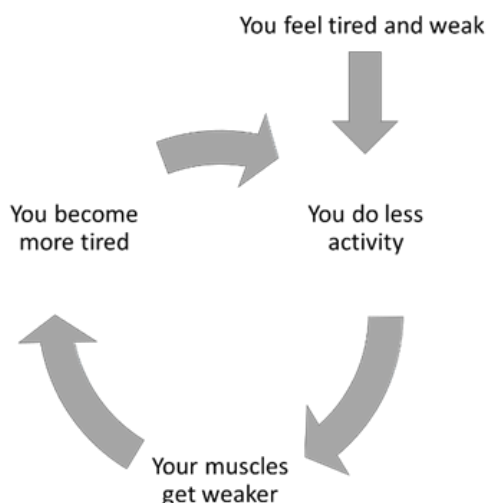 You feel tired and weak
You do less
activity
Your muscles
get weaker
You become
more tired